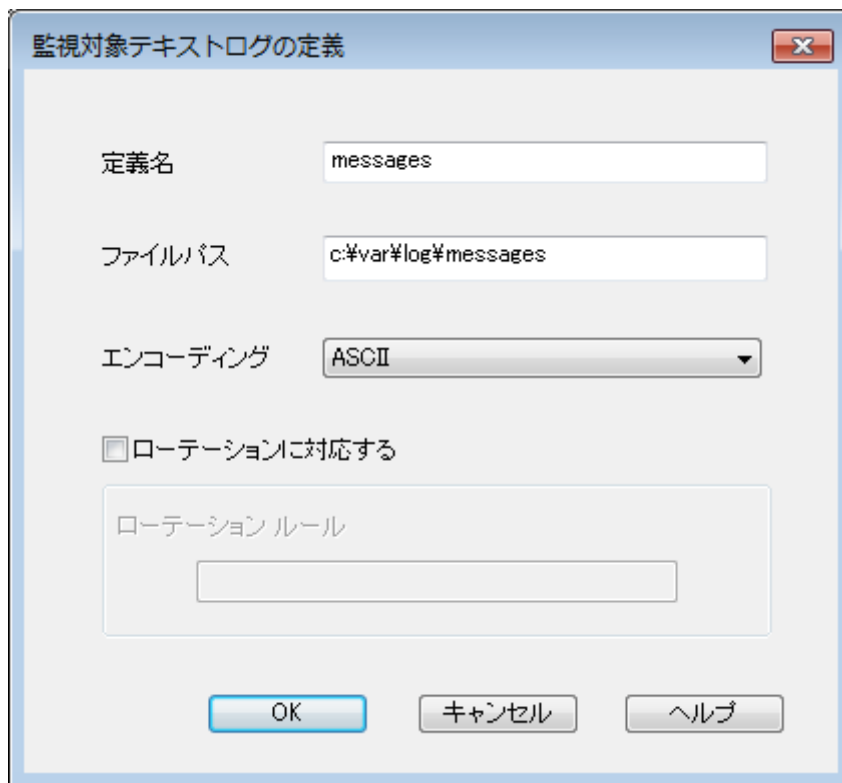 監視対象テキストログの定義
定義名
messages
ファイルパス
c:¥var¥log¥messages
エンコーディング
ASCII
ローテーションに対応する
ローテーション ルール
OK
キャンセル
ヘルプ